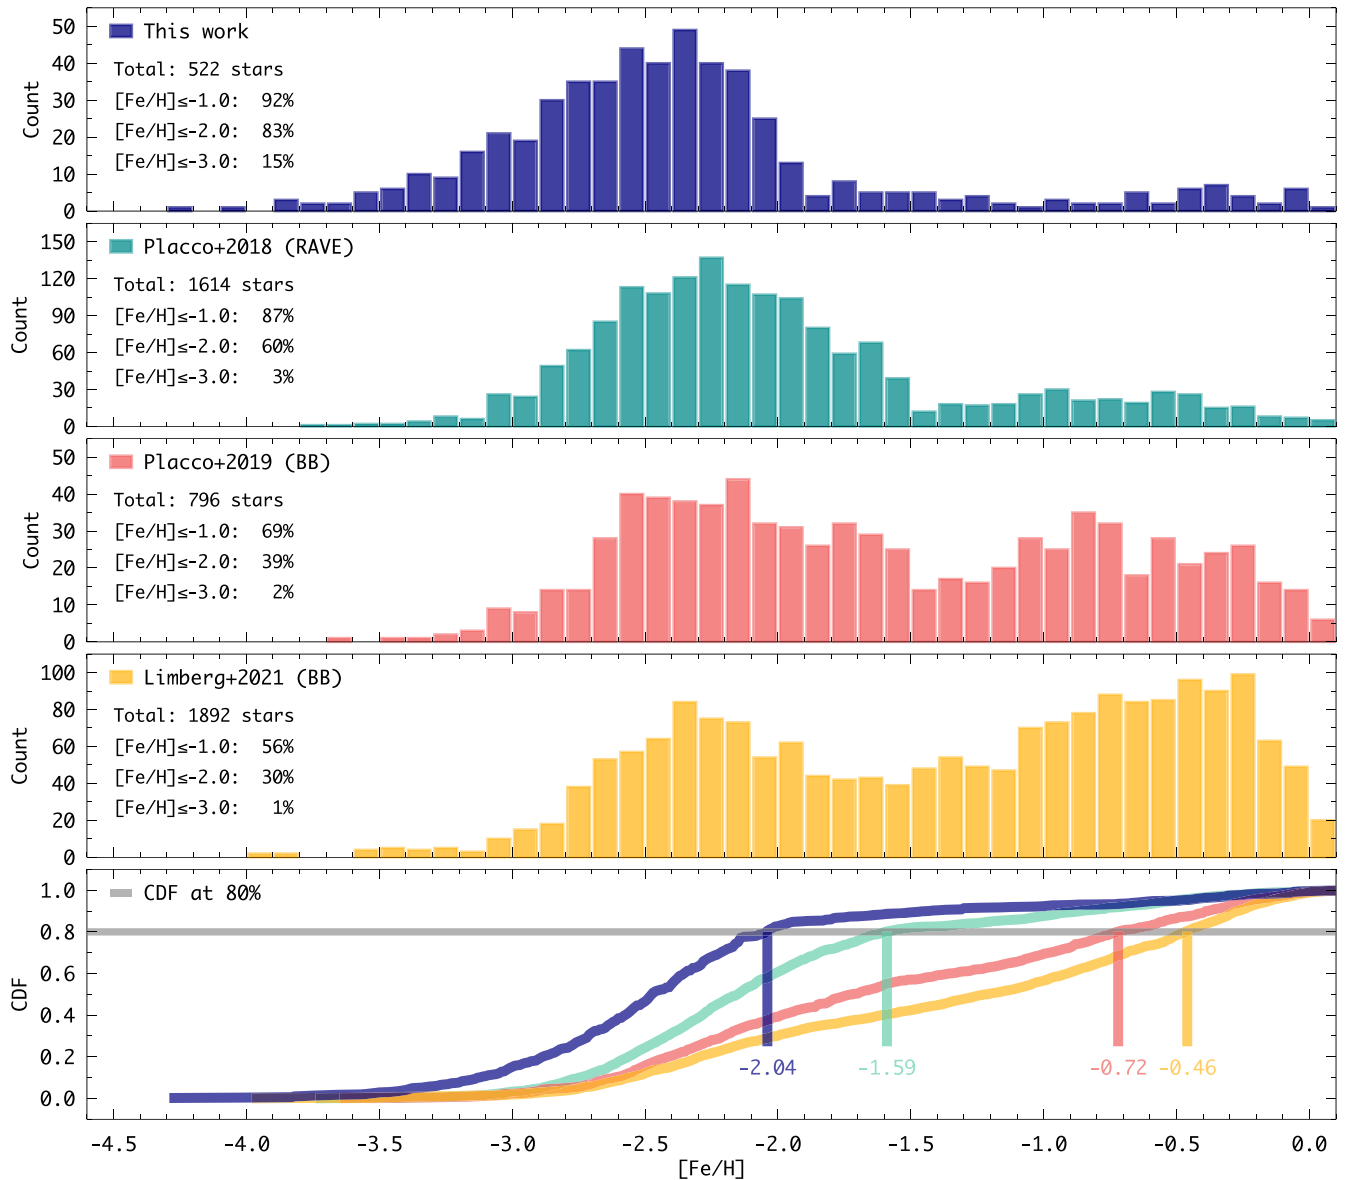 50
40
30
20
10
0
Count
This work
Total: 522 stars
[Fe/H]≤-1.0: 92%
[Fe/H]≤-2.0: 83%
[Fe/H]≤-3.0: 15%
150
120
90
60
30
0
Count
Placco+2018 (RAVE)
Total: 1614 stars
[Fe/H]≤-1.0: 87%
[Fe/H]≤-2.0: 60%
[Fe/H]≤-3.0: 3%
50
40
30
20
10
0
Count
Placco+2019 (BB)
Total: 796 stars
[Fe/H]≤-1.0: 69%
[Fe/H]≤-2.0: 39%
[Fe/H]≤-3.0: 2%
100
80
60
40
20
0
Count
Limberg+2021 (BB)
Total: 1892 stars
[Fe/H]≤-1.0: 56%
[Fe/H]≤-2.0: 30%
[Fe/H]≤-3.0: 1%
1.0
0.8
0.6
0.4
0.2
0.0
CDF
CDF at 80%
-2.04 -1.59 -0.72 -0.46
-4.5 -4.0 -3.5 -3.0 -2.5 -2.0 -1.5 -1.0 -0.5 0.0
[Fe/H]